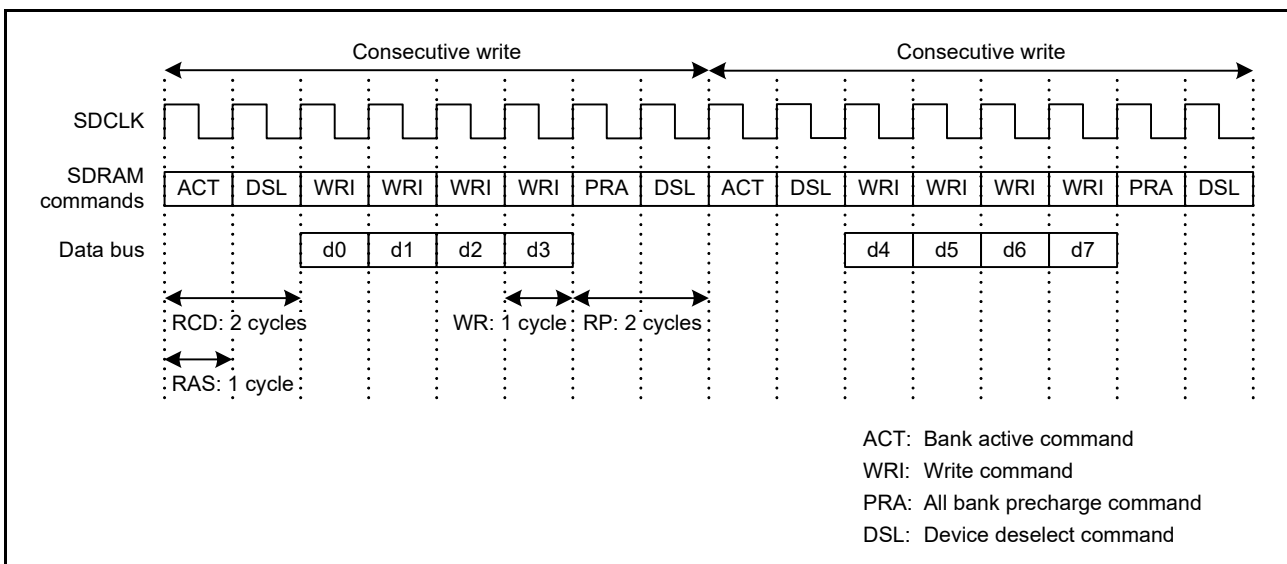 Consecutive write Consecutive write
SDCLK
SDRAM
commands
ACT DSL WRI WRI WRI WRI PRA DSL ACT DSL WRI WRI WRI WRI PRA DSL
Data bus d0 d1 d2 d3 d4 d5 d6 d7
RCD: 2 cycles WR: 1 cycle RP: 2 cycles
RAS: 1 cycle
ACT: Bank active command
WRI: Write command
PRA: All bank precharge command
DSL: Device deselect command